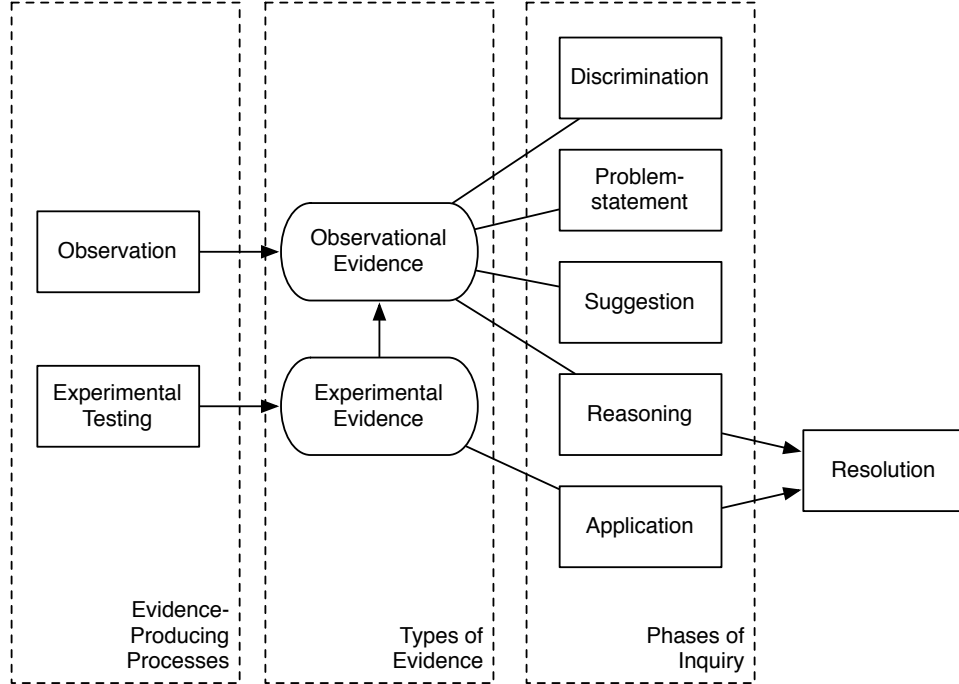 Discrimination
Problem-
statement
Observation
Observational
Evidence
Suggestion
Experimental
Testing
Experimental
Evidence
Reasoning
Resolution
Application
Evidence-
Producing
Processes
Types of
Evidence
Phases of
Inquiry